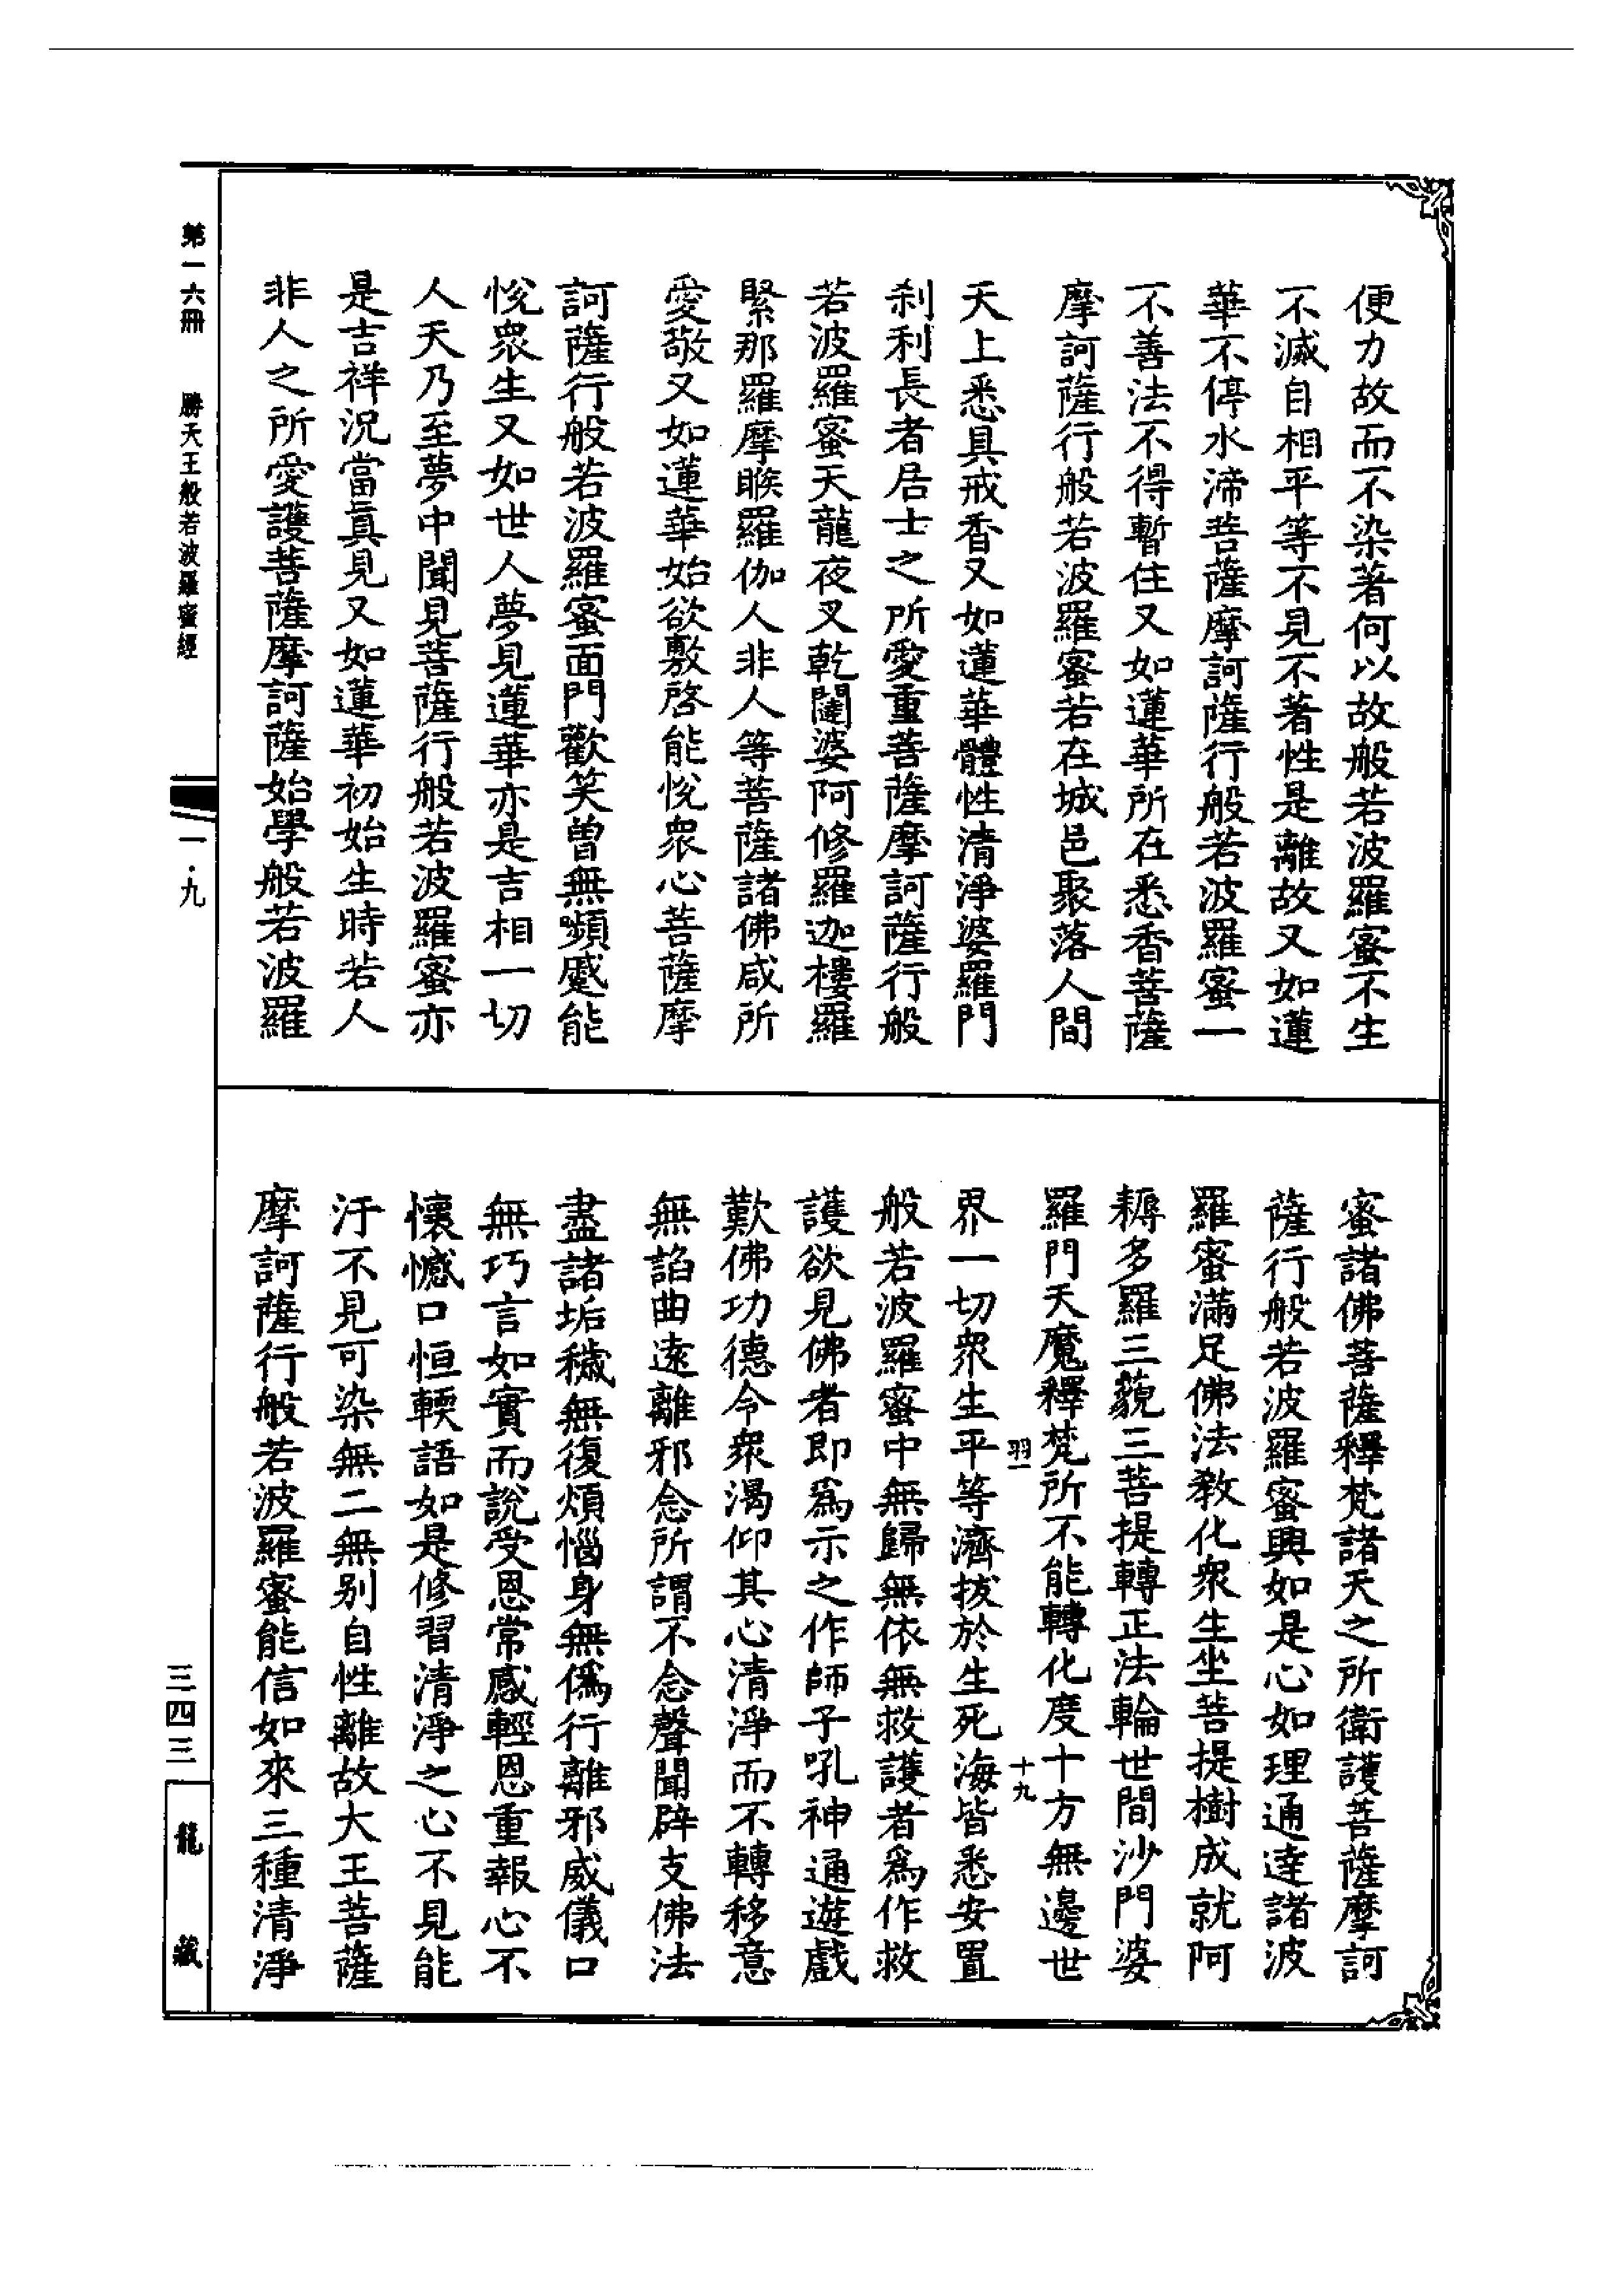 便力故而不染著何以故般若波羅蜜不生
不滅自相平等不見不著性是離故又如蓮
華不停水渧菩薩摩訶薩行般若波羅蜜一
不善法不得暫住又如蓮華所在悉香菩薩
摩訶薩行般若波羅蜜若在城邑聚落人間
天上悉具戒香又如蓮華體性清淨婆羅門
刹利長者居士之所愛重菩薩摩訶薩行般
若波羅蜜天龍夜叉乾闥婆阿修羅迦樓羅
緊那羅摩睺羅伽人非人等菩薩諸佛咸所
愛敬又如蓮華始欲敷啓能悅衆心菩薩摩
訶薩行般若波羅蜜面門歡笑曾無嚬蹙能
悅衆生又如世人夢見蓮華亦是吉相一切
人天乃至夢中聞見菩薩行般若波羅蜜亦
是吉祥況當眞見又如蓮華初始生時若人
非人之所愛護菩薩摩訶薩始學般若波羅
蜜諸佛菩薩釋梵諸天之所衛護菩薩摩訶
薩行般若波羅蜜興如是心如理通達諸波
羅蜜滿足佛法教化衆生坐菩提樹成就阿
耨多羅三藐三菩提轉正法輪世間沙門婆
羅門天魔釋梵所不能轉化度十方無邊世
羽一
十九
界一切衆生平等濟拔於生死海皆悉安置
般若波羅蜜中無歸無依無救護者爲作救
護欲見佛者即爲示之作師子吼神通遊戲
歎佛功德令衆渴仰其心清淨而不轉移意
無諂曲遠離邪念所謂不念聲聞辟支佛法
盡諸垢穢無復煩惱身無僞行離邪威儀口
無巧言如實而說受恩常感輕恩重報心不
懷憾口恒輭語如是修習清淨之心不見能
汙不見可染無二無别自性離故大王菩薩
摩訶薩行般若波羅蜜能信如來三種清淨
第一六冊
勝天王般若波羅蜜經
一・九
三四三
龍藏